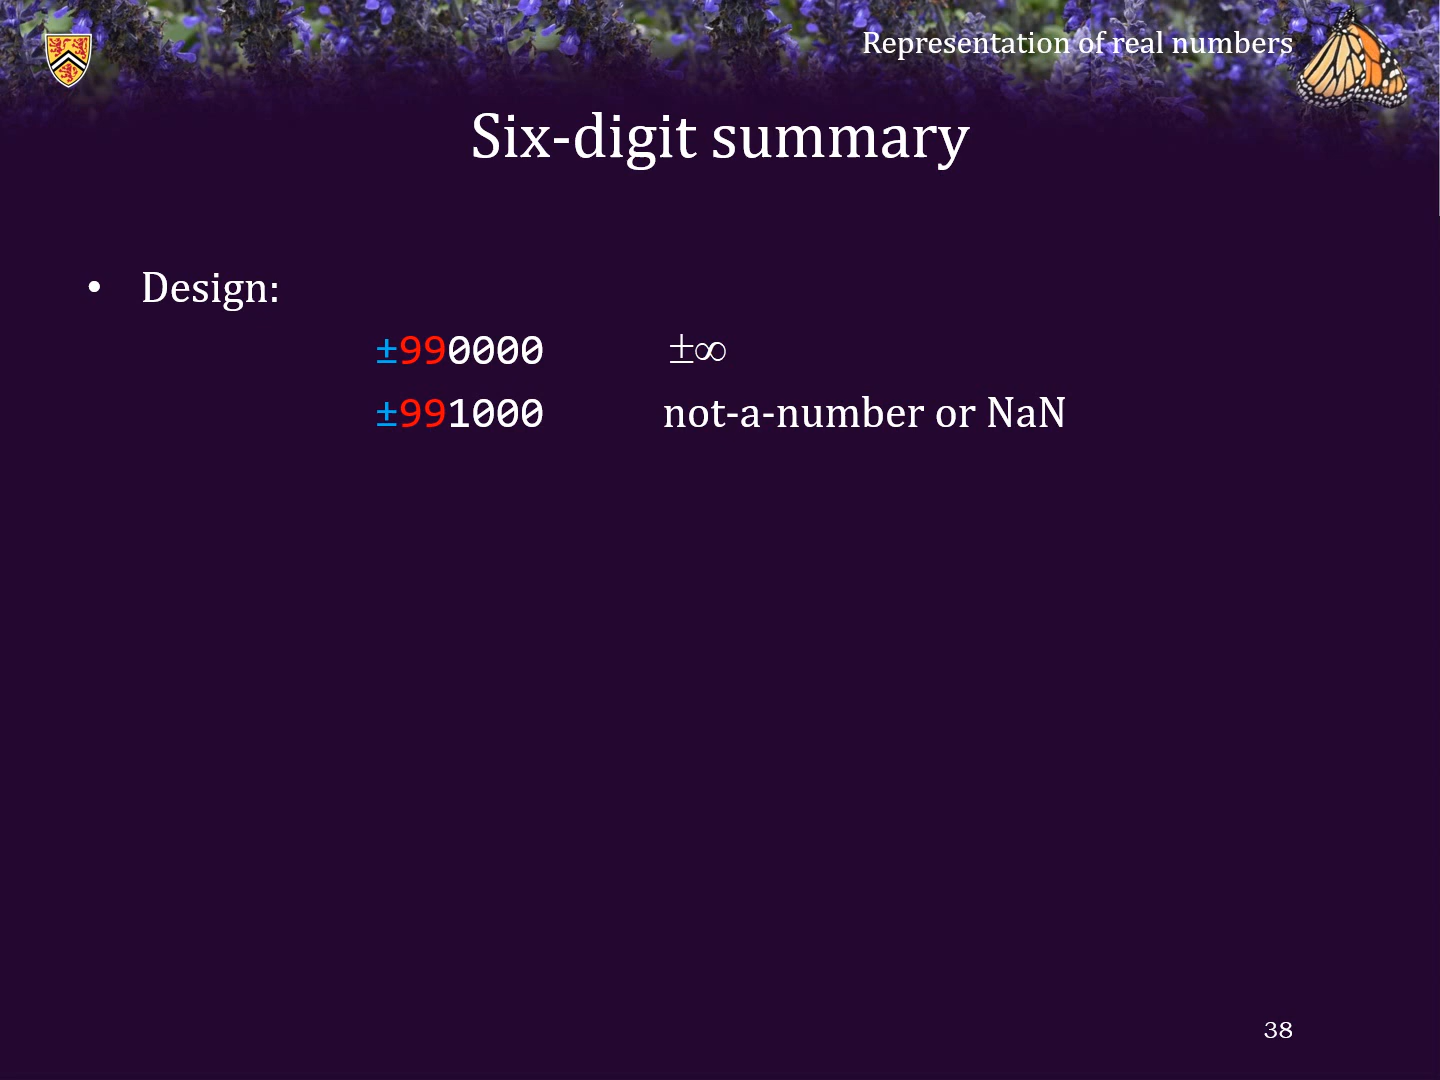 Representation of real numbers
Six-digit summary
• Design:
±990000 ±∞
±991000 not-a-number or NaN
38